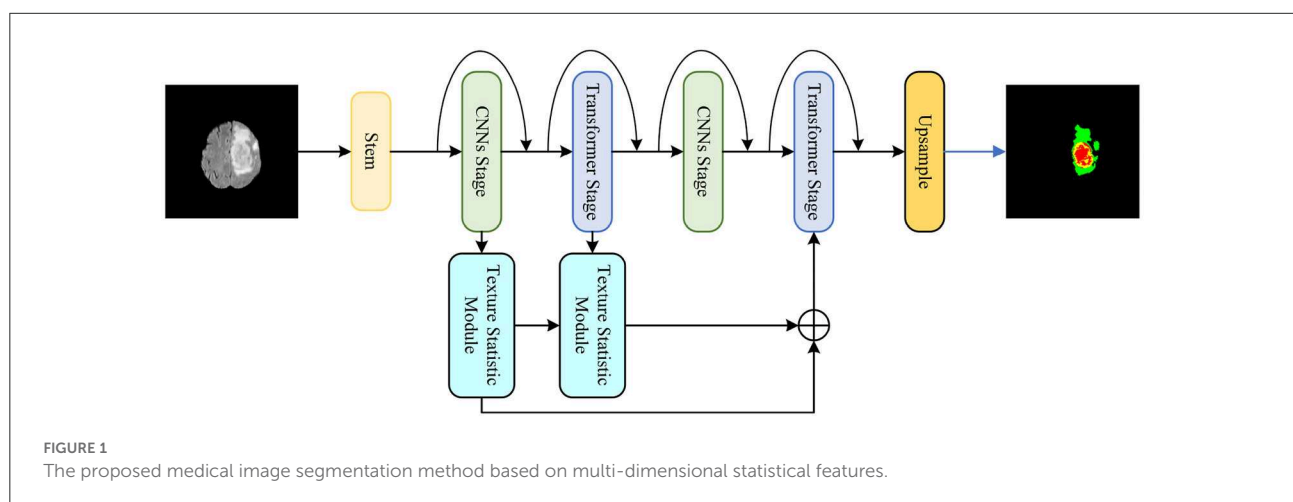 Stem
CNNs Stage
Transformer Stage
CNNs Stage
Transformer Stage
Upsample
Texture Statistic
Module
Texture Statistic
Module
FIGURE 1
The proposed medical image segmentation method based on multi-dimensional statistical features.